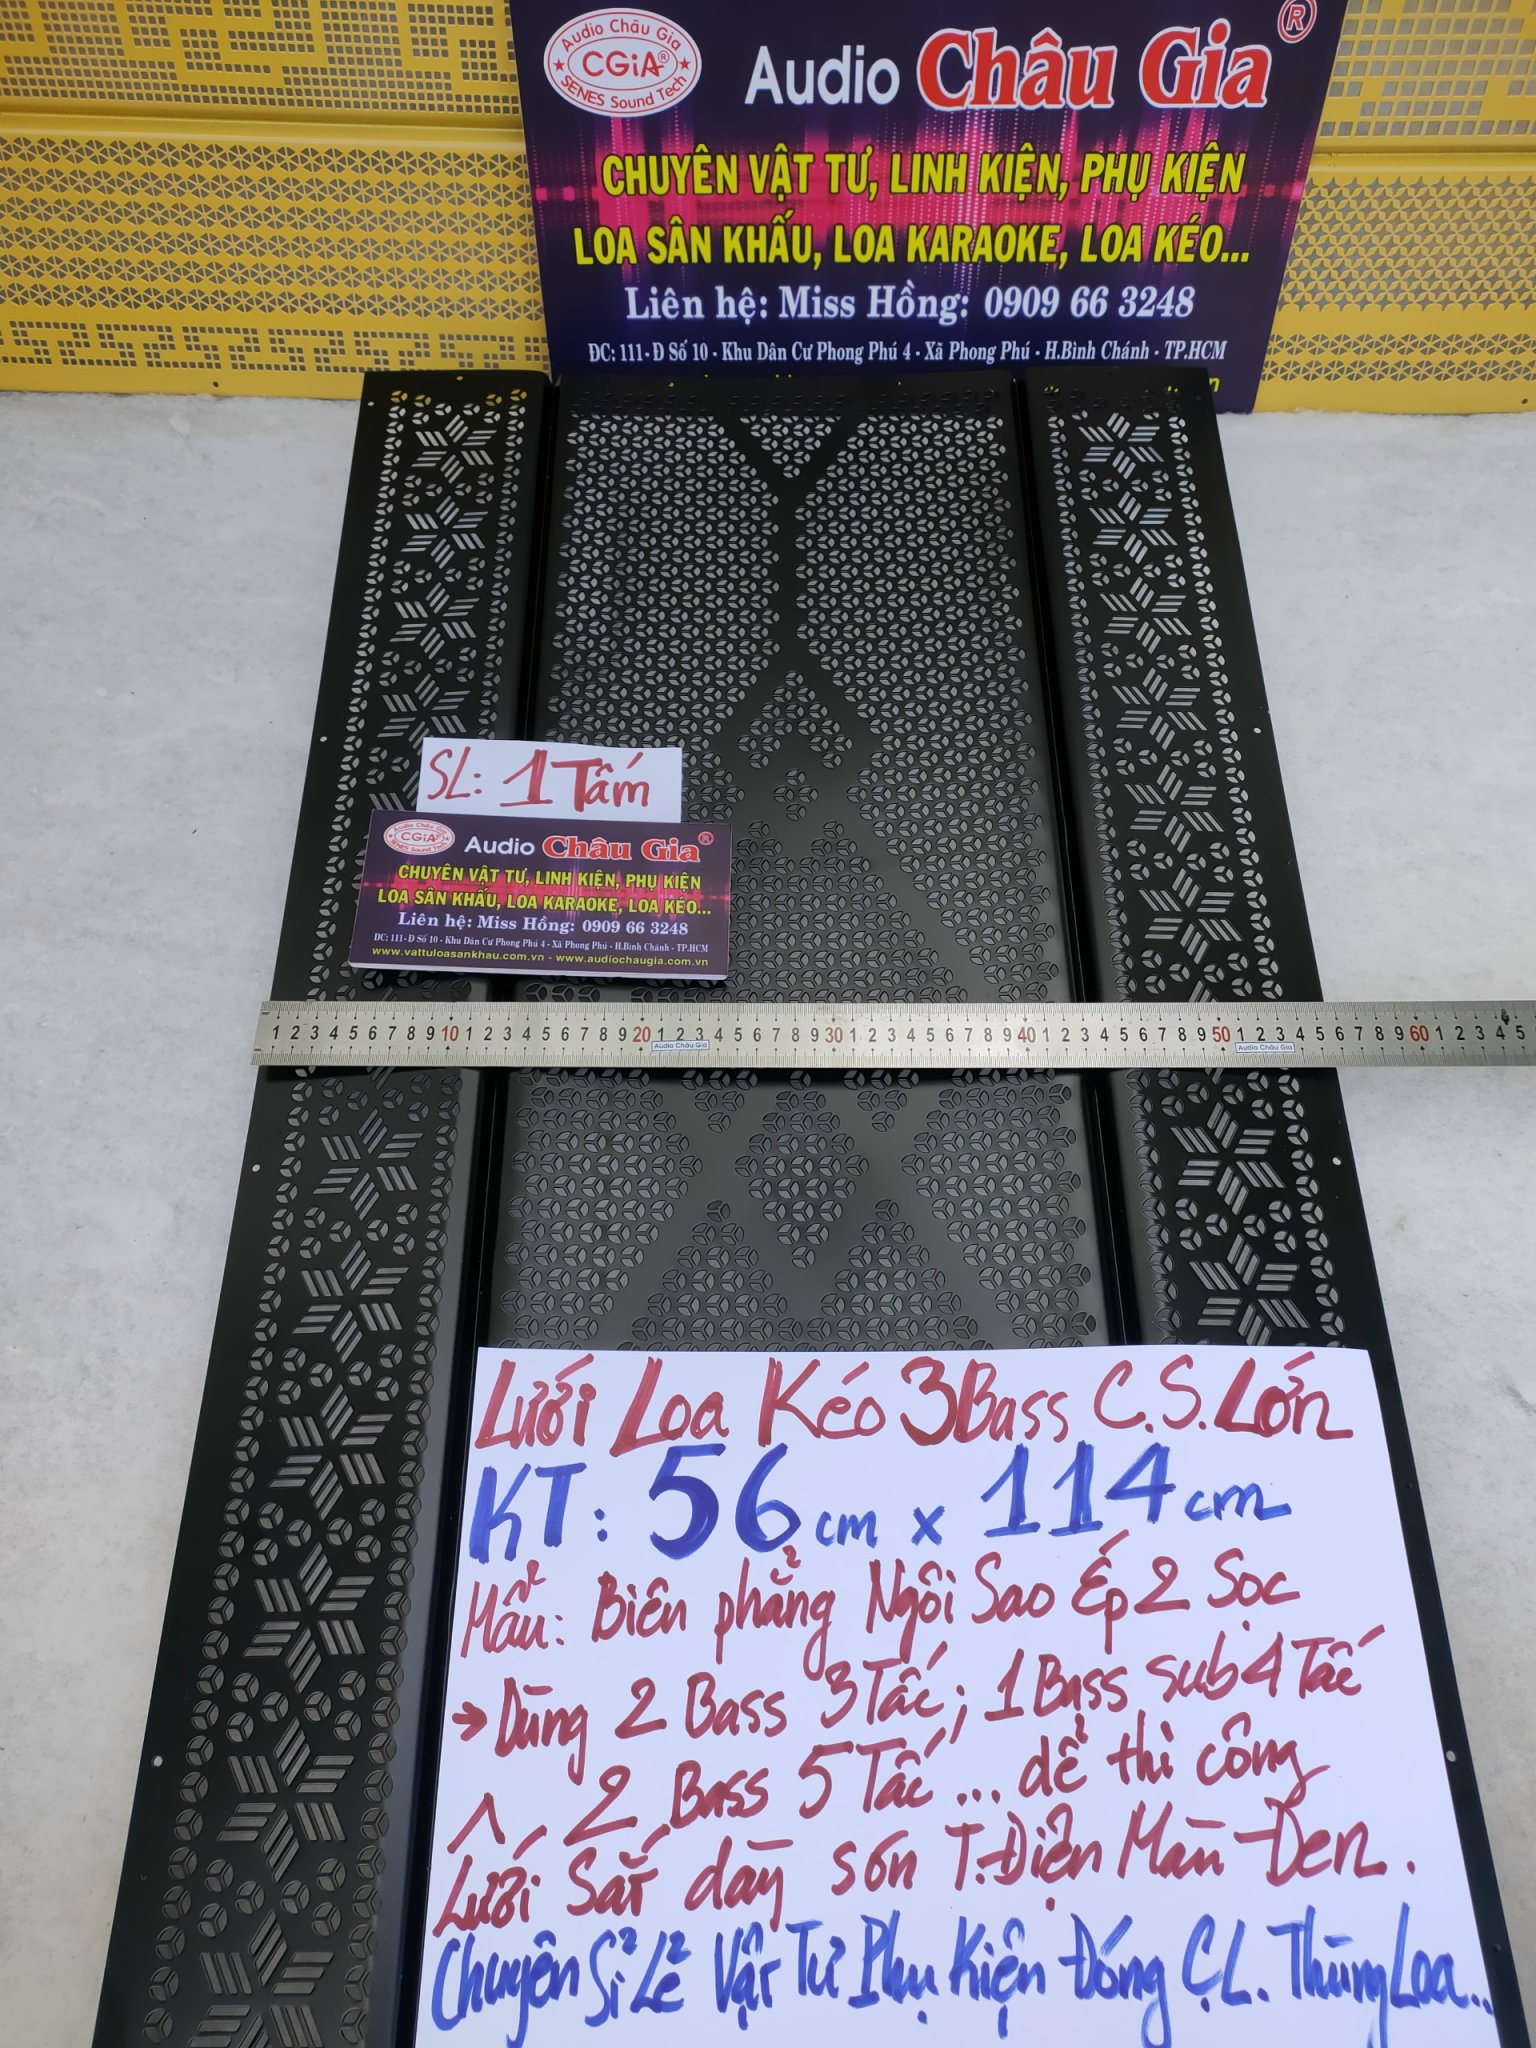 Audio Châu Gia
CGiA®
SENES Sound Tech
Audio Châu Gia ®
CHUYÊN VẬT TƯ, LINH KIỆN, PHỤ KIỆN
LOA SÂN KHẤU, LOA KARAOKE, LOA KÉO...
Liên hệ: Miss Hồng: 0909 66 3248
ĐC: 111- Đ Số 10 - Khu Dân Cư Phong Phú 4 - Xã Phong Phú - H.Bình Chánh - TP.HCM
SL: 1 Tấm
Audio Châu Gia
CGiA®
SENES Sound Tech
Audio Châu Gia ®
CHUYÊN VẬT TƯ, LINH KIỆN, PHỤ KIỆN
LOA SÂN KHẤU, LOA KARAOKE, LOA KÉO...
Liên hệ: Miss Hồng: 0909 66 3248
ĐC: 111- Đ Số 10 - Khu Dân Cư Phong Phú 4 - Xã Phong Phú - H.Bình Chánh - TP.HCM
www.vattuloasankhau.com.vn - www.audiochaugia.com.vn
1 2 3 4 5 6 7 8 9 10 1 2 3 4 5 6 7 8 9 20 1 2 3 4 5 6 7 8 9 30 1 2 3 4 5 6 7 8 9 40 1 2 3 4 5 6 7 8 9 50 1 2 3 4 5 6 7 8 9 60 1 2 3 4 5
Audio Châu Gia
Audio Châu Gia
Lưới Loa Kéo 3Bass C.S.Lớn
KT: 56cm x 114cm
Mẫu: Biên phẳng Ngôi Sao Ép 2 Sọc
→ Dùng 2 Bass 3 Tấc; 1 Bass sub 4 Tấc
2 Bass 5 Tấc... dể thi công
Lưới Sắt dày sơn T.Điện Màu Đen.
Chuyên Sỉ Lẻ Vật Tư Phụ Kiện Đóng C.L. Thùng Loa...